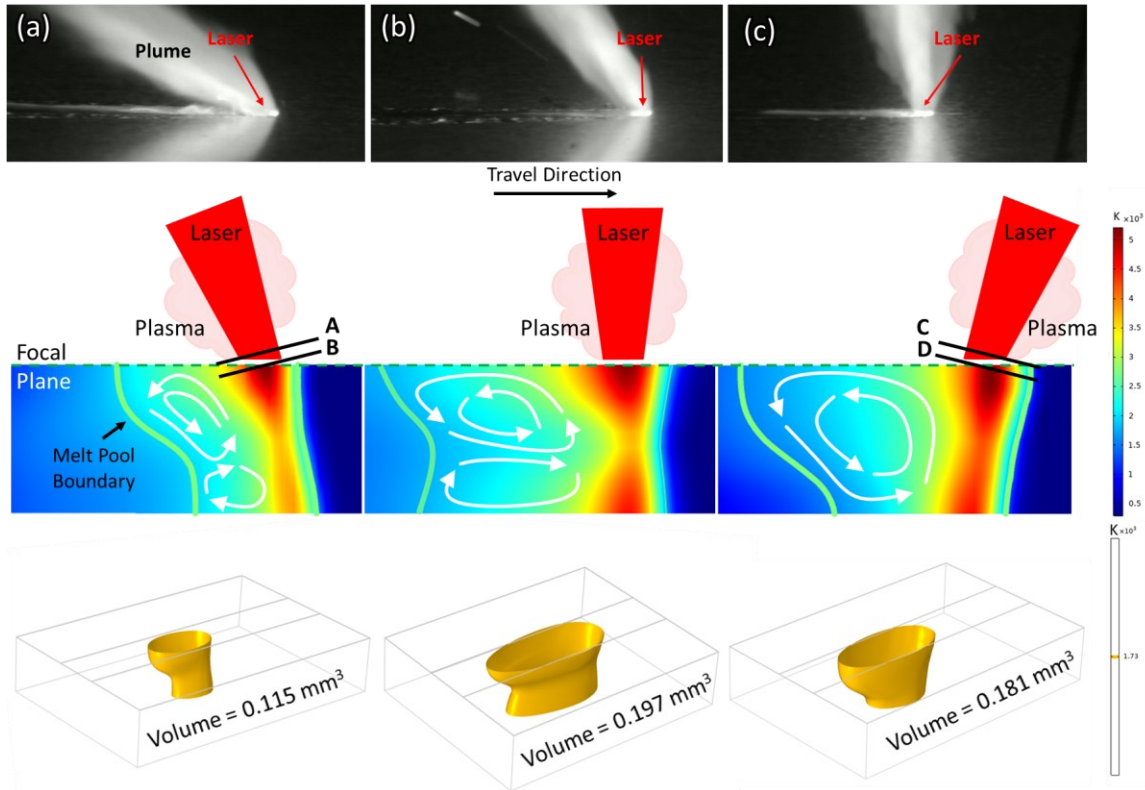 (a)
Plume
Laser
(b)
Laser
(c)
Laser
Travel Direction
Laser
Plasma
A
B
Laser
Plasma
Laser
Plasma
C
D
Focal
Plane
Melt Pool
Boundary
K ×10³
5
4.5
4
3.5
3
2.5
2
1.5
1
0.5
Volume = 0.115 mm³
Volume = 0.197 mm³
Volume = 0.181 mm³
K ×10³
1.73